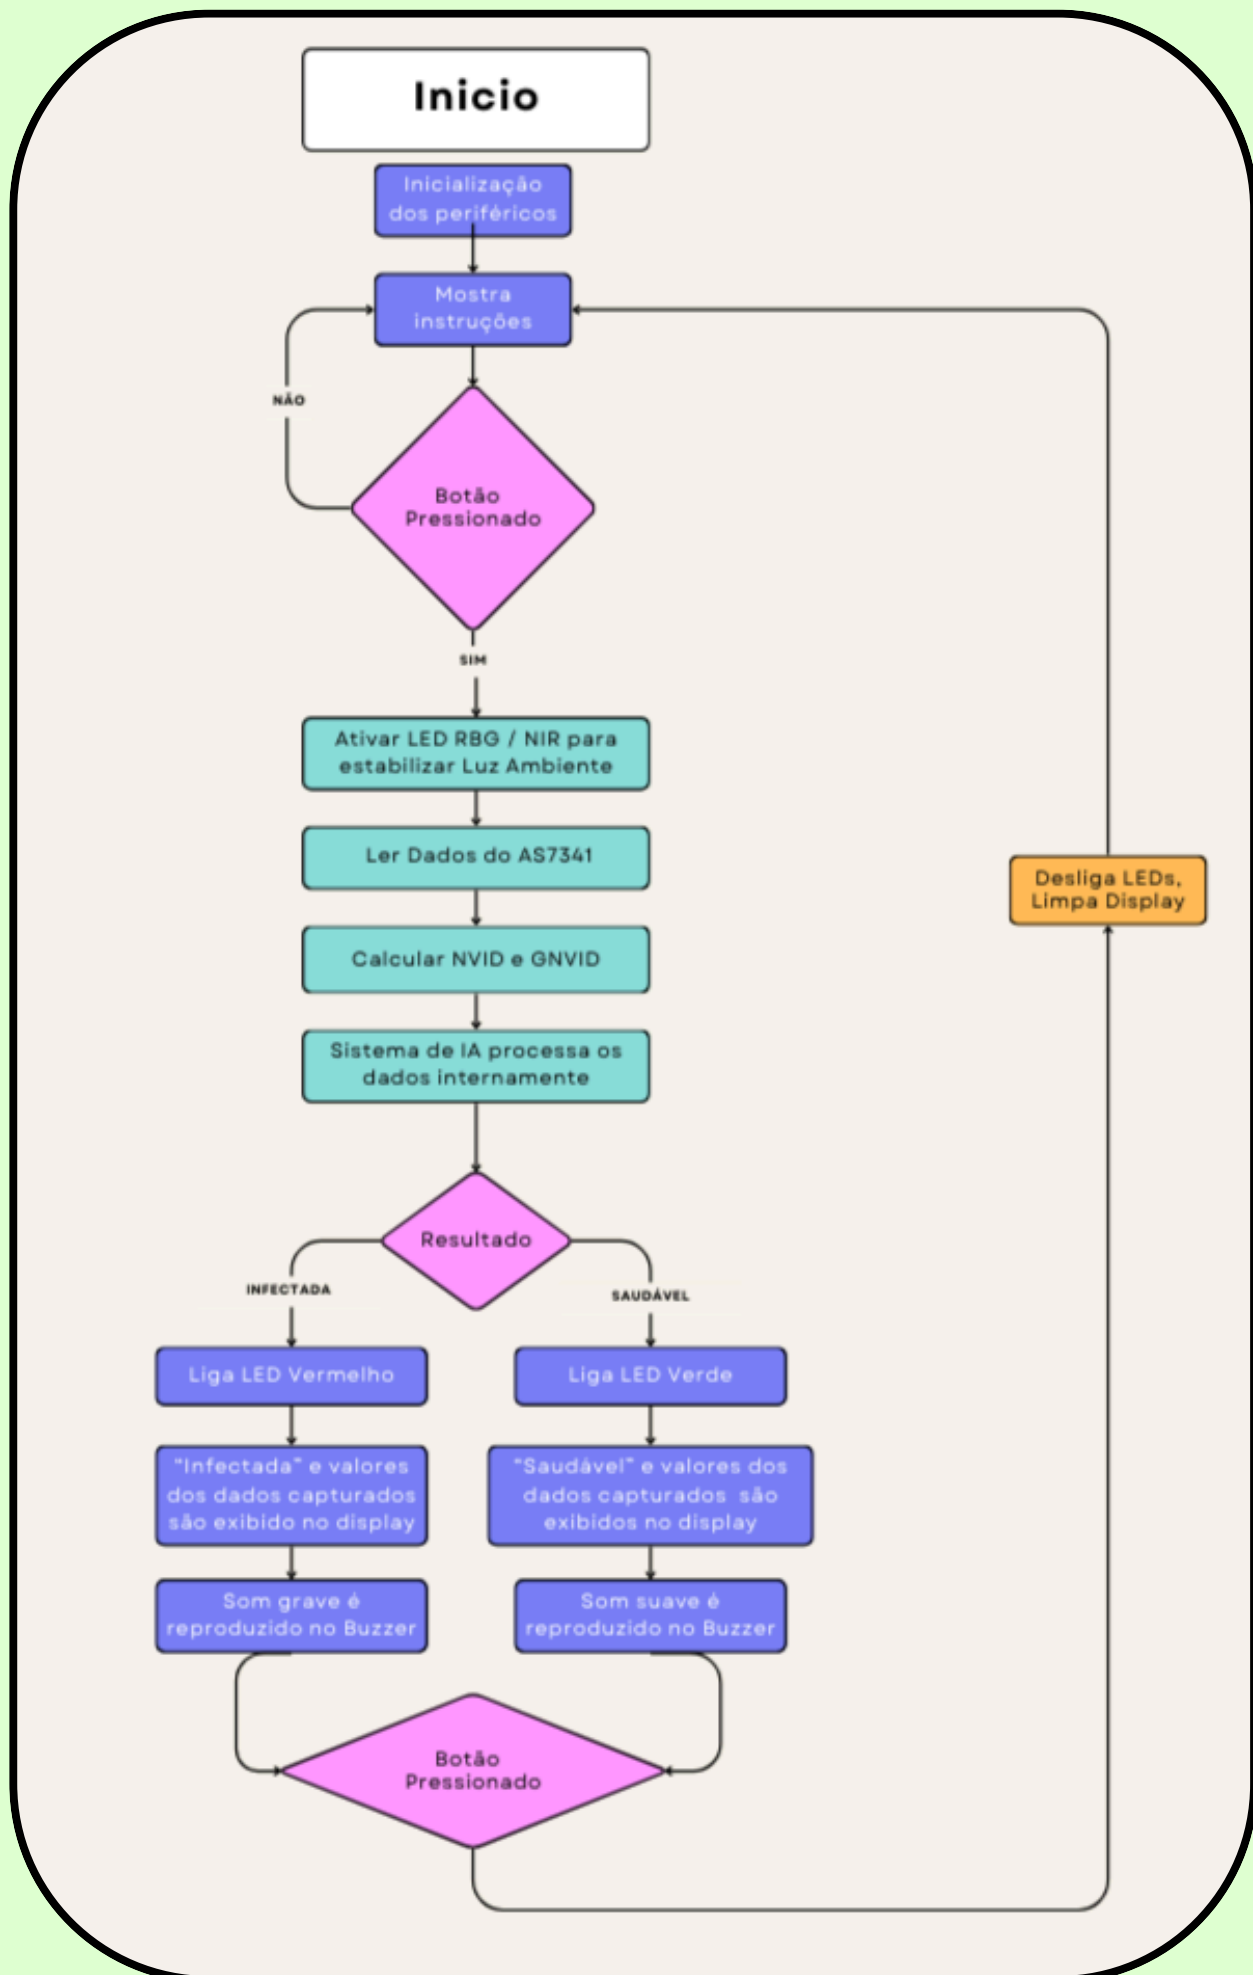 Inicio
Inicialização
dos periféricos
Mostra
instruções
NÃO
Botão
Pressionado
SIM
Ativar LED RBG / NIR para
estabilizar Luz Ambiente
Ler Dados do AS7341
Desliga LEDs,
Limpa Display
Calcular NVID e GNVID
Sistema de IA processa os
dados internamente
Resultado
INFECTADA
SAUDÁVEL
Liga LED Vermelho
Liga LED Verde
"Infectada" e valores
dos dados capturados
são exibido no display
"Saudável" e valores dos
dados capturados são
exibidos no display
Som grave é
reproduzido no Buzzer
Som suave é
reproduzido no Buzzer
Botão
Pressionado